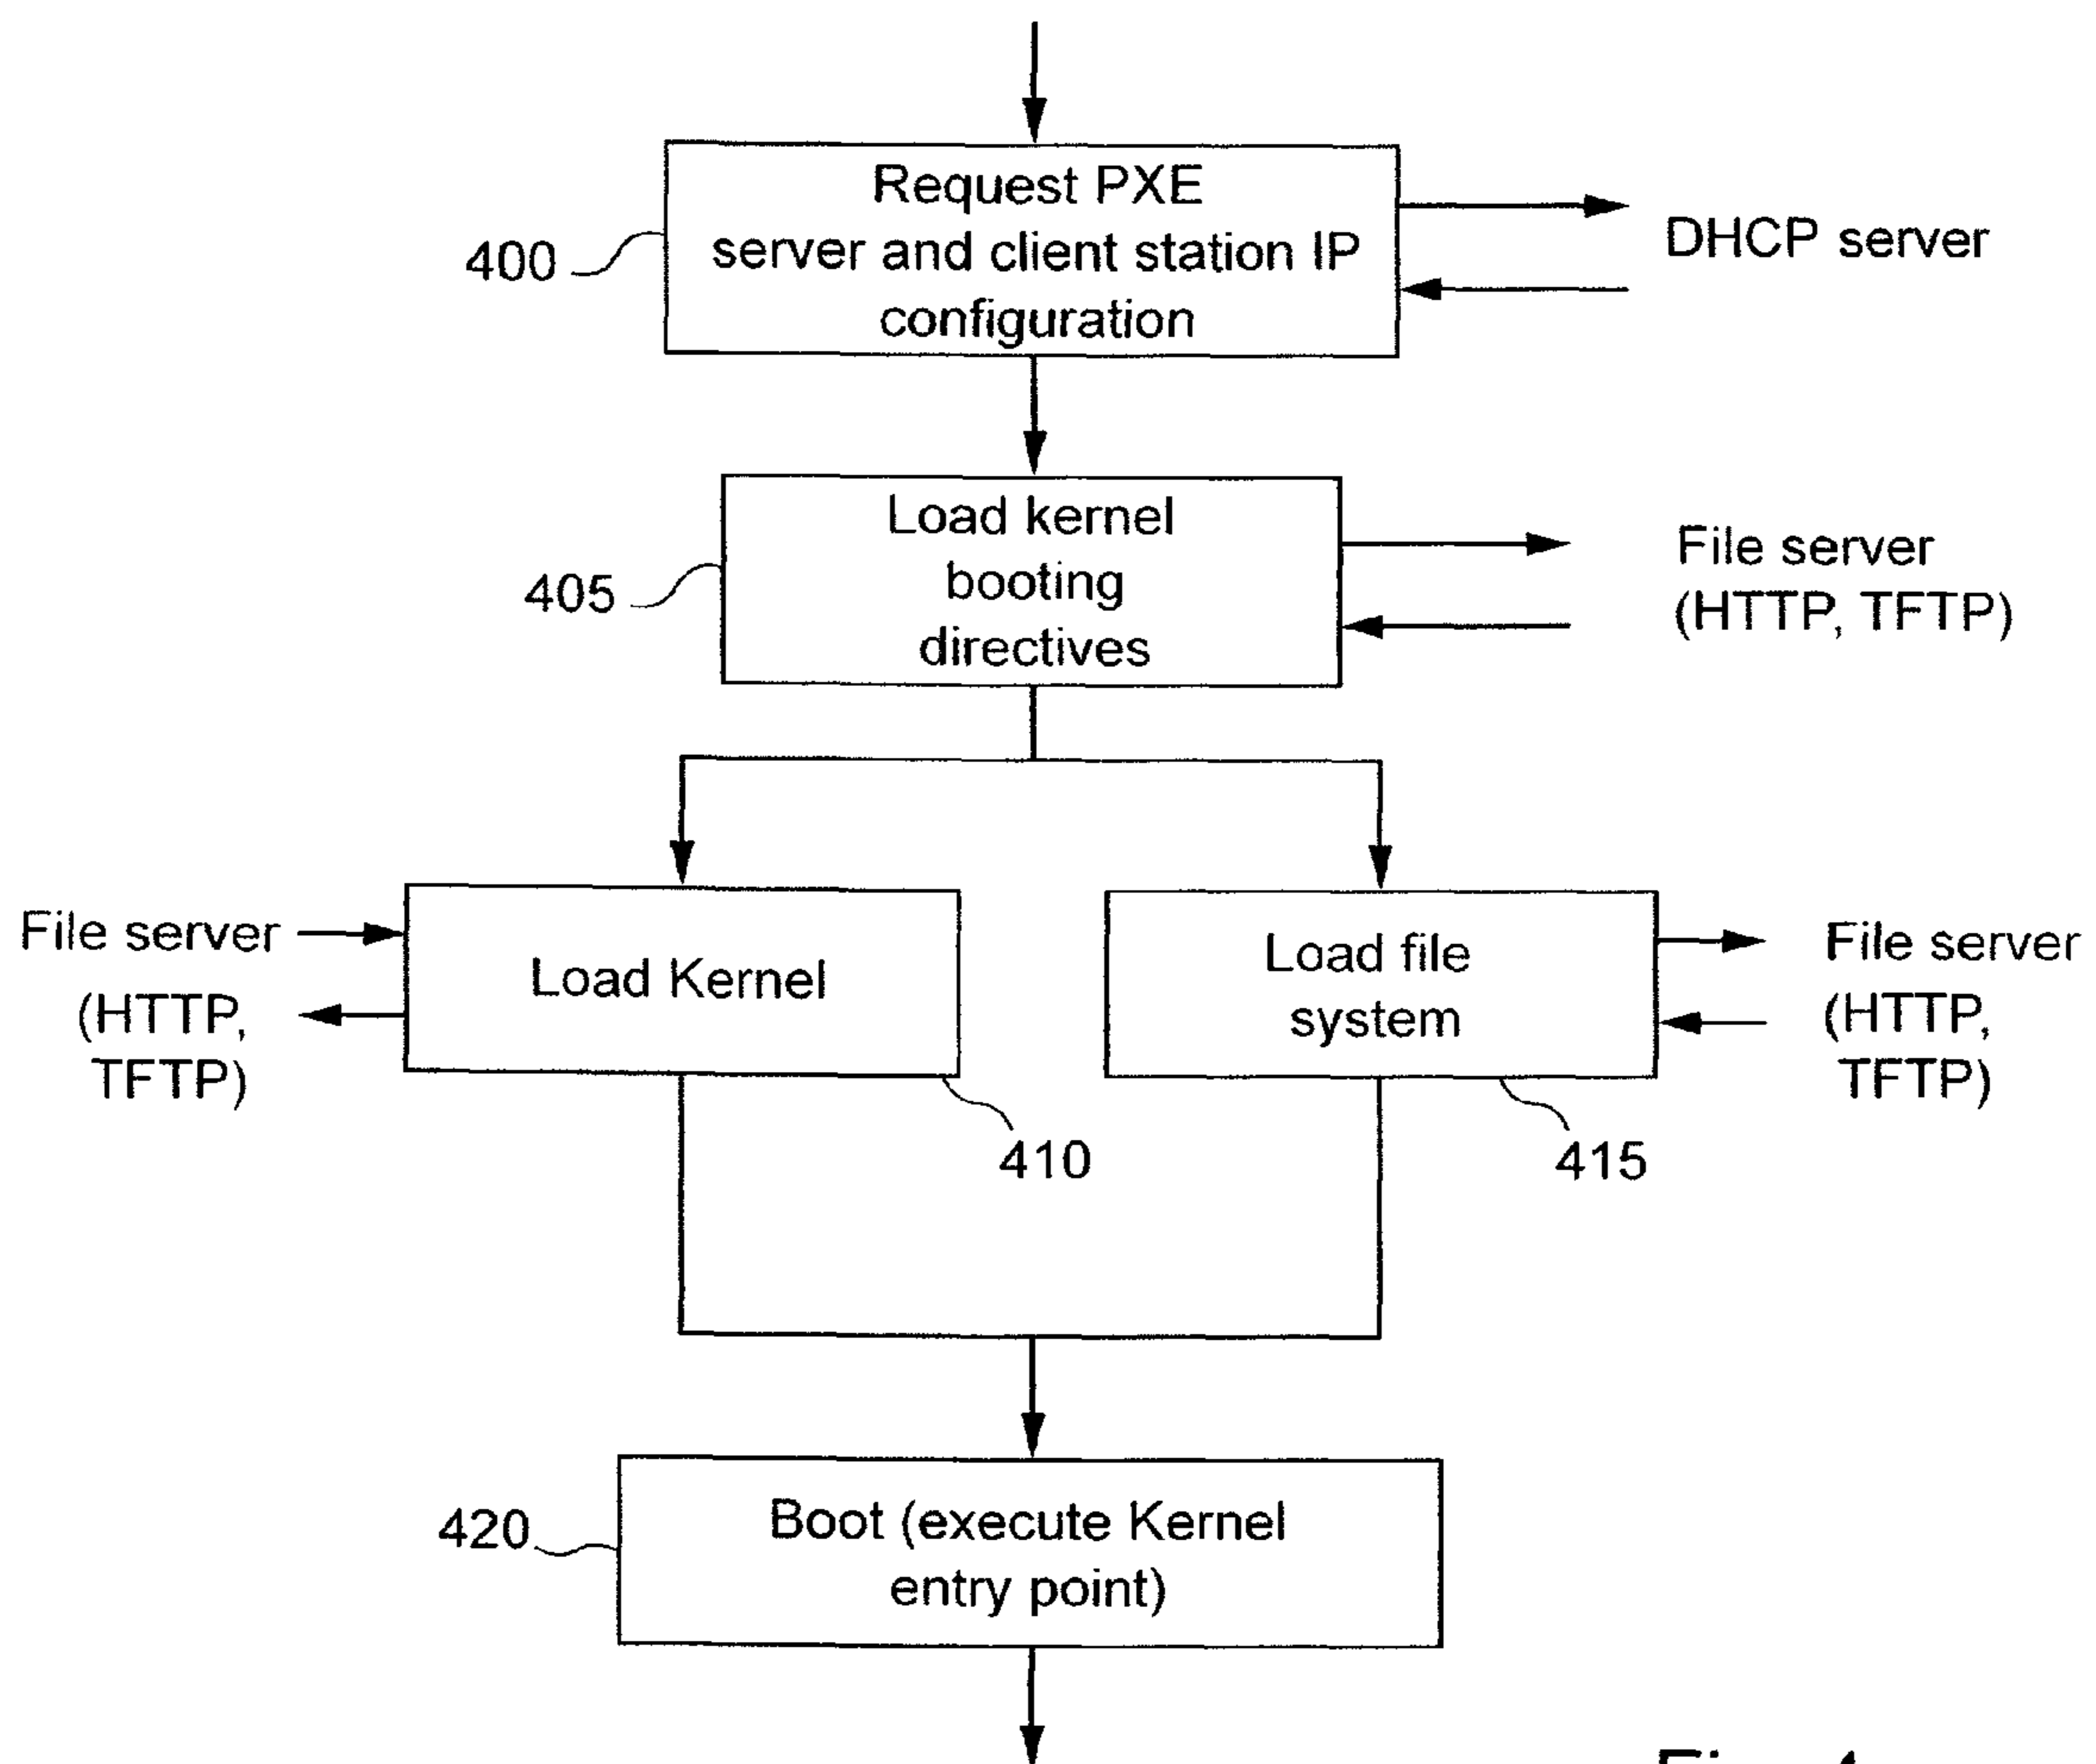 Request PXE
server and client station IP
configuration
400
DHCP server
Load kernel
booting
directives
405
File server
(HTTP, TFTP)
File server
(HTTP,
TFTP)
Load Kernel
410
Load file
system
415
File server
(HTTP,
TFTP)
Boot (execute Kernel
entry point)
420